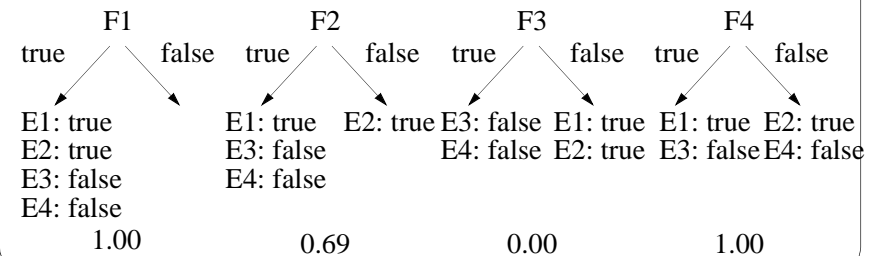 F1 F2 F3 F4
true false true false true false true false
E1: true E1: true E2: true E3: false E1: true E1: true E2: true
E2: true E3: false E4: false E2: true E3: false E4: false
E3: false E4: false
E4: false
1.00 0.69 0.00 1.00